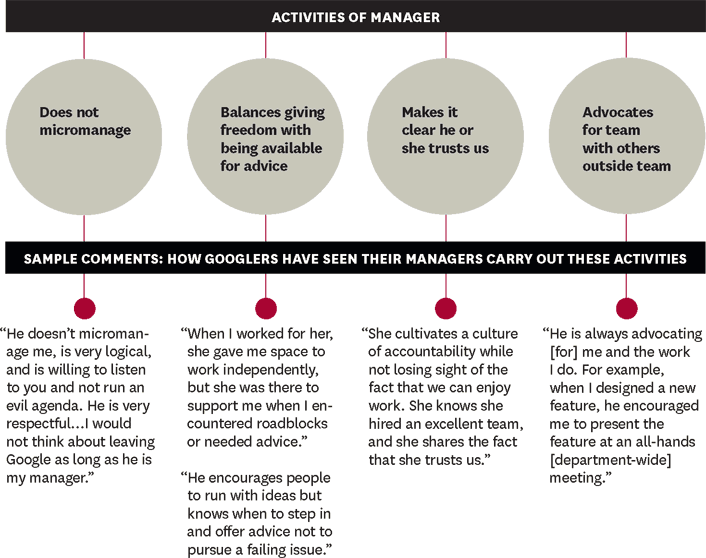 ACTIVITIES OF MANAGER
Does not
micromanage
Balances giving
freedom with
being available
for advice
Makes it
clear he or
she trusts us
Advocates
for team
with others
outside team
SAMPLE COMMENTS: HOW GOOGLERS HAVE SEEN THEIR MANAGERS CARRY OUT THESE ACTIVITIES
“He doesn’t microman-
age me, is very logical,
and is willing to listen
to you and not run an
evil agenda. He is very
respectful...I would
not think about leaving
Google as long as he is
my manager.”
“When I worked for her,
she gave me space to
work independently,
but she was there to
support me when I en-
countered roadblocks
or needed advice.”
“He encourages people
to run with ideas but
knows when to step in
and offer advice not to
pursue a failing issue.”
“She cultivates a culture
of accountability while
not losing sight of the
fact that we can enjoy
work. She knows she
hired an excellent team,
and she shares the fact
that she trusts us.”
“He is always advocating
[for] me and the work
I do. For example,
when I designed a new
feature, he encouraged
me to present the
feature at an all-hands
[department-wide]
meeting.”